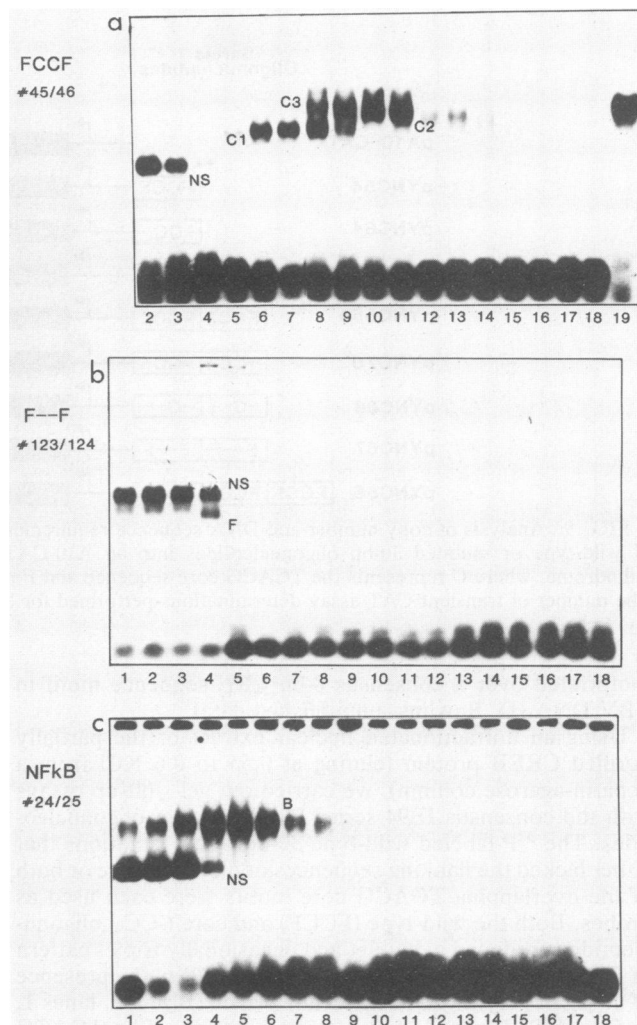 a
FCCF
#45/46
C3
C1
C2
NS
2 3 4 5 6 7 8 9 10 11 12 13 14 15 16 17 18 19
b
F--F
#123/124
NS
F
1 2 3 4 5 6 7 8 9 10 11 12 13 14 15 16 17 18
c
NFkB
#24/25
B
NS
1 2 3 4 5 6 7 8 9 10 11 12 13 14 15 16 17 18